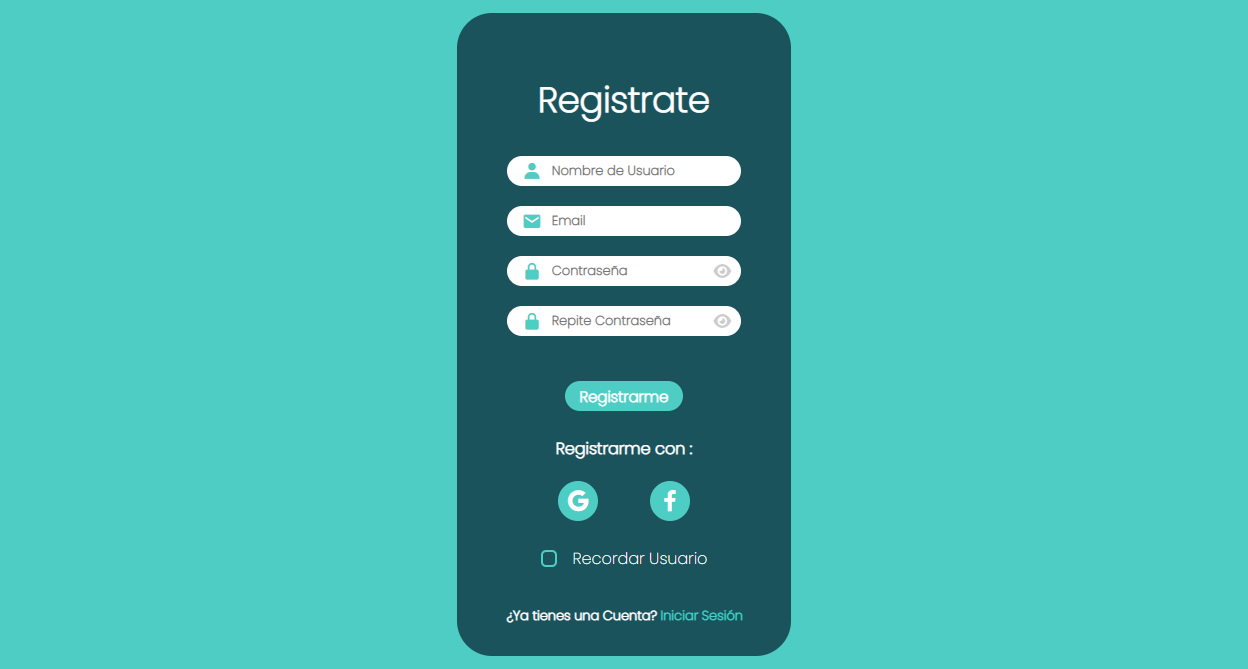 Registrate
Nombre de Usuario
Email
Contraseña
Repite Contraseña
Registrarme
Registrarme con :
Recordar Usuario
¿Ya tienes una Cuenta? Iniciar Sesión